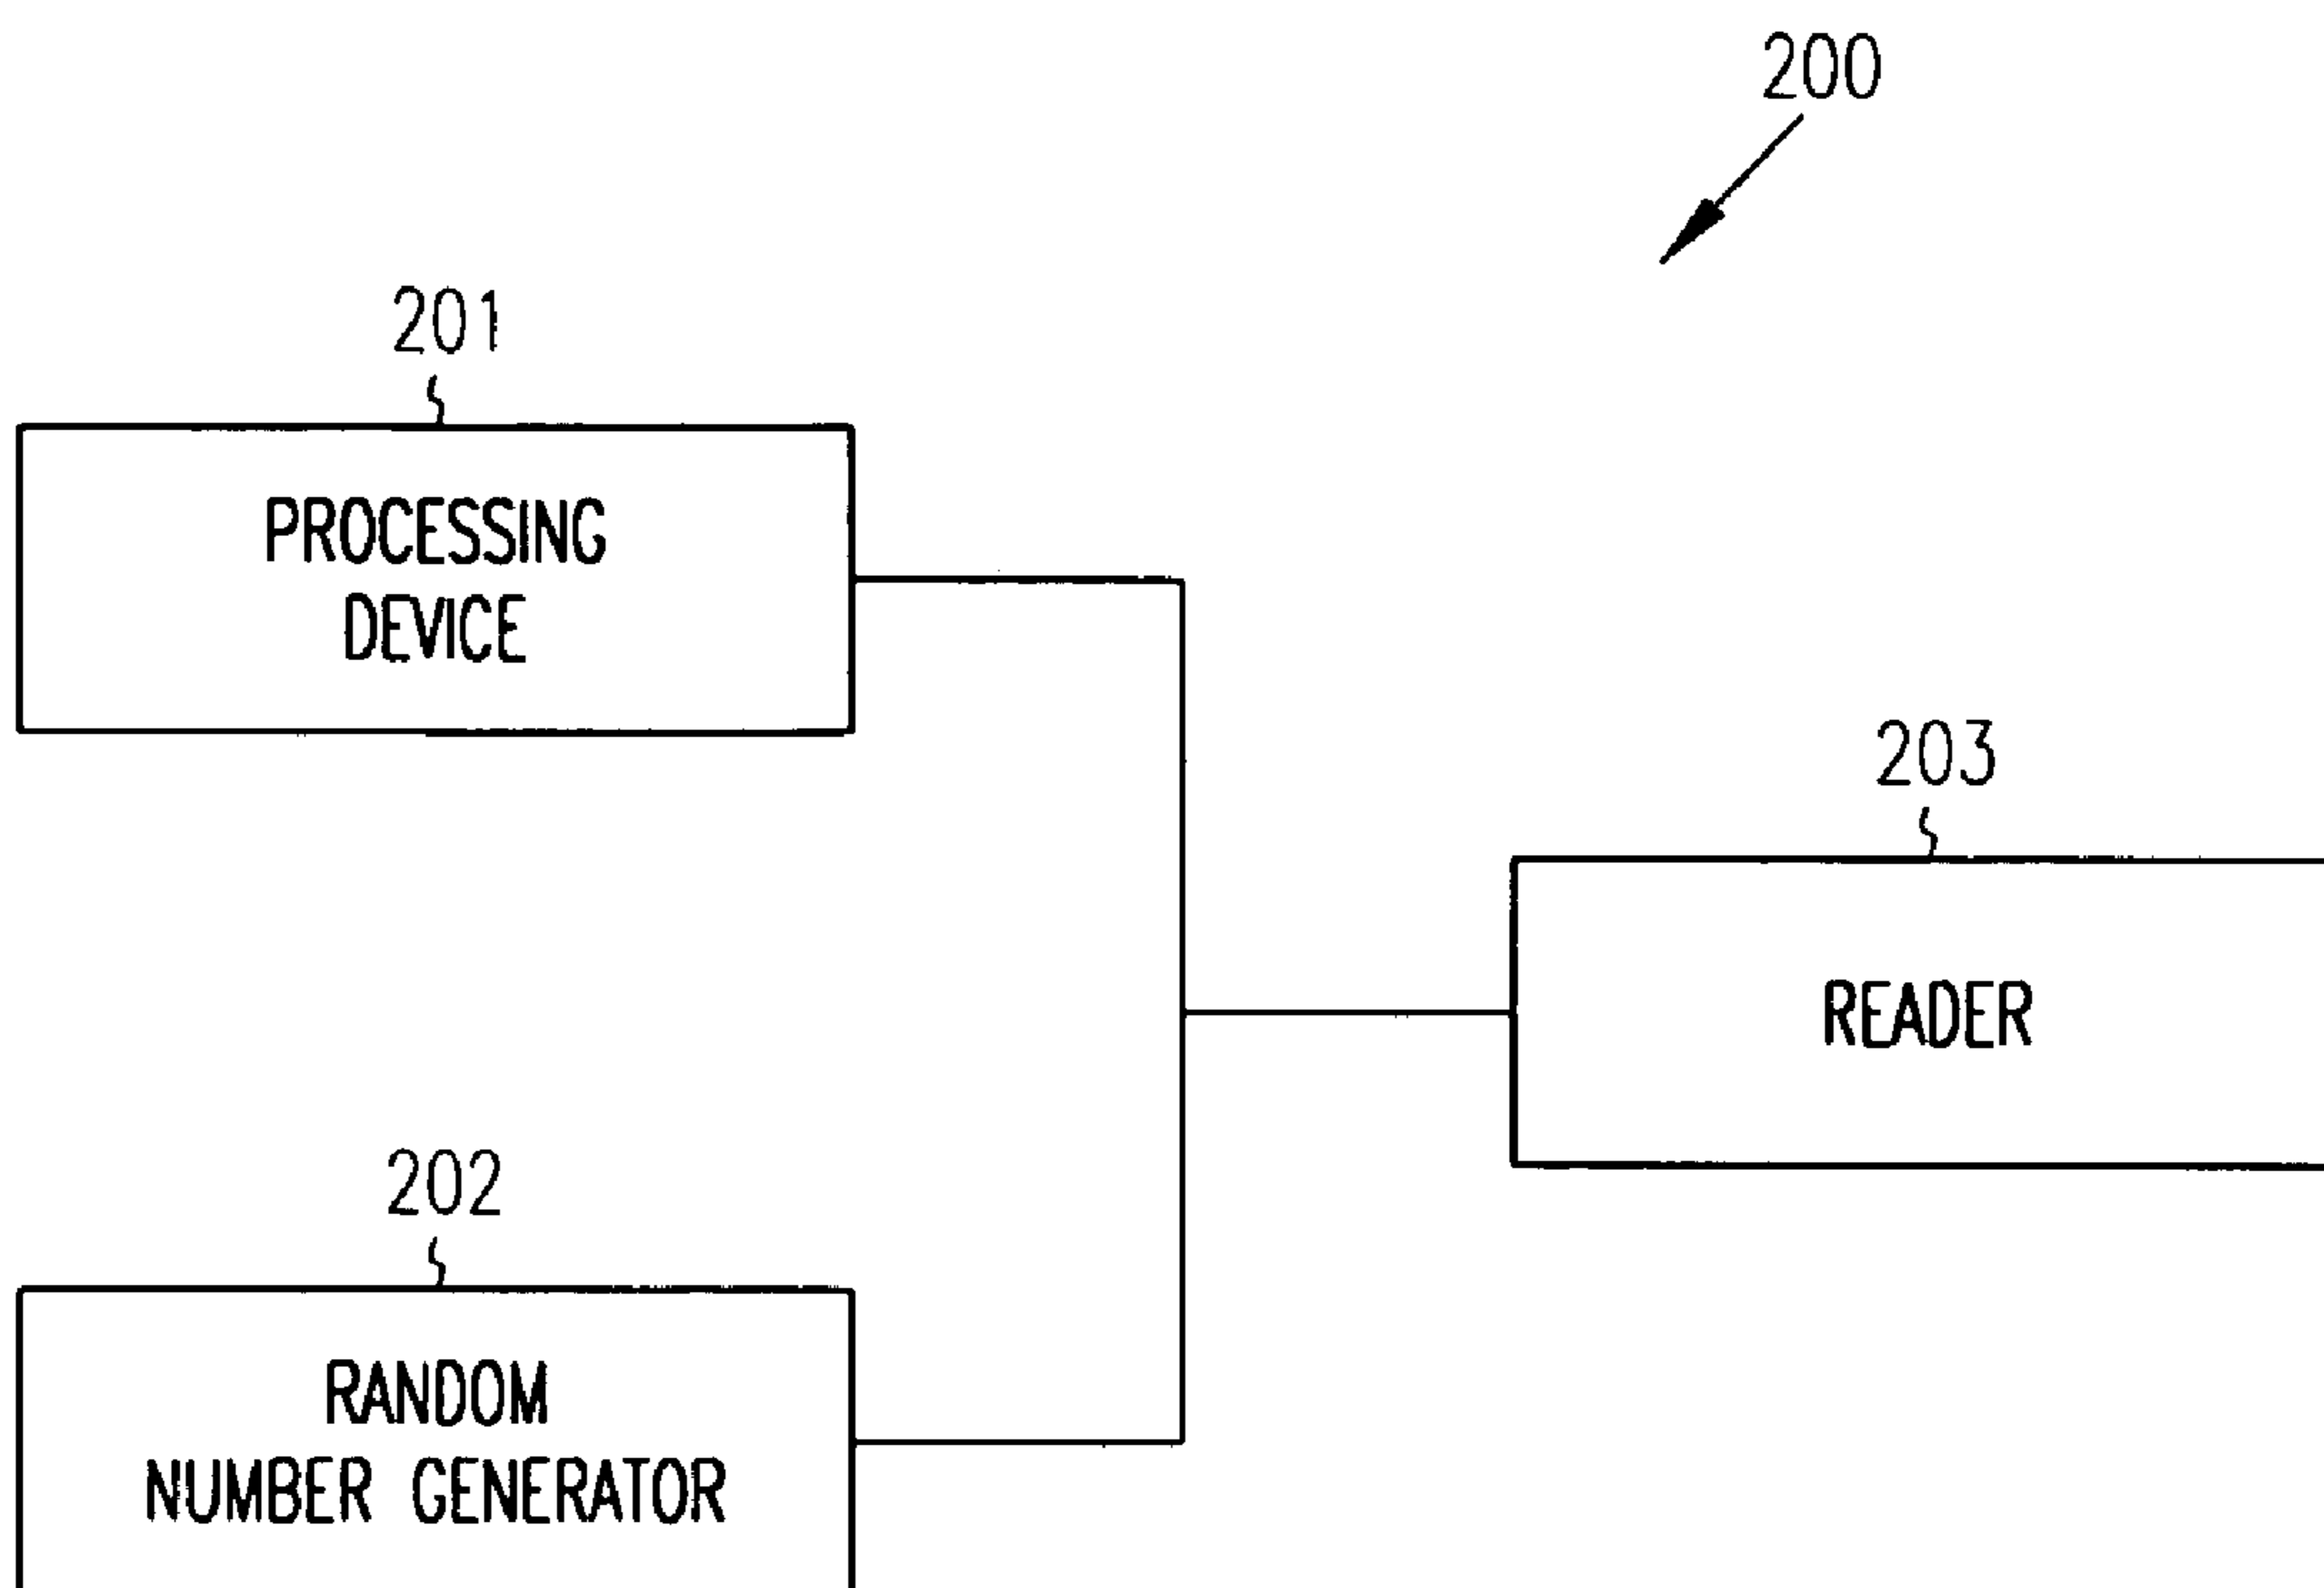 200
201
PROCESSING
DEVICE
203
READER
202
RANDOM
NUMBER GENERATOR